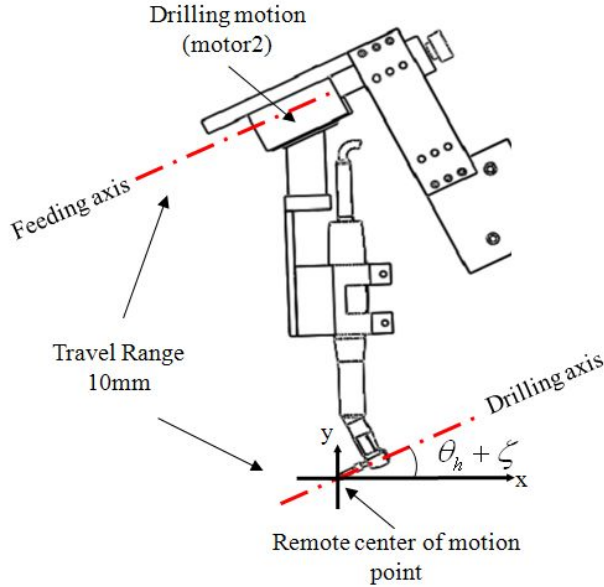 Drilling motion
(motor2)
Feeding axis
Travel Range
10mm
Drilling axis
y
θₕ + ζ
x
Remote center of motion
point